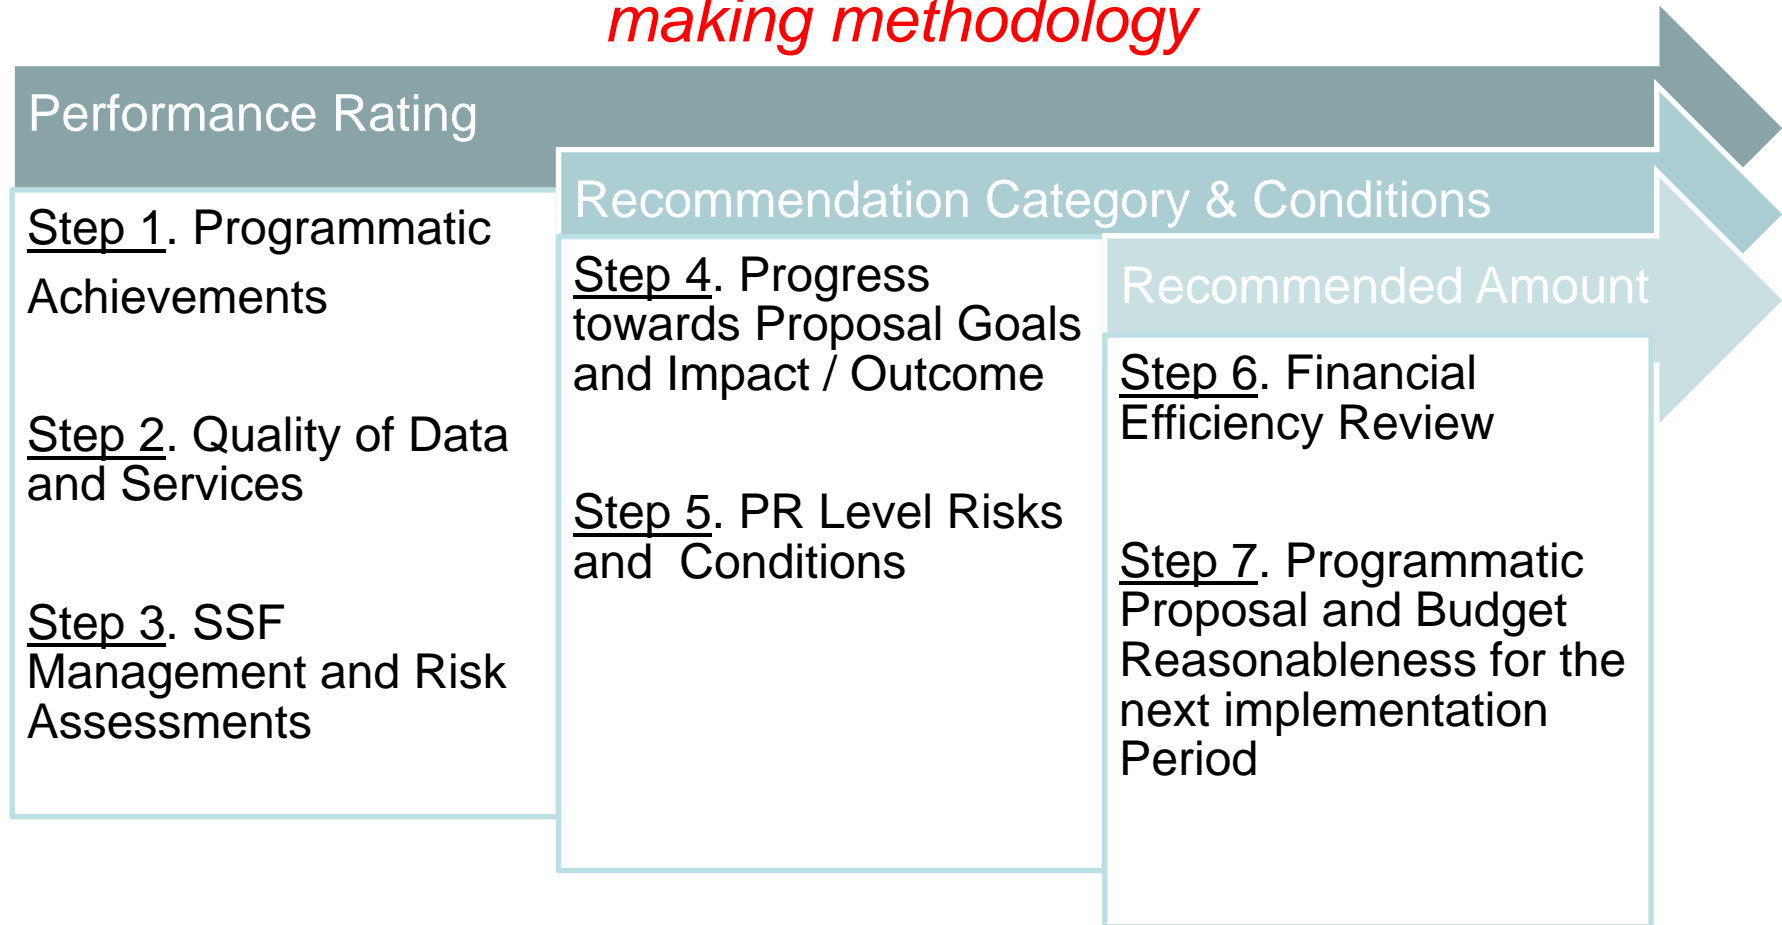 making methodology
Performance Rating
Step 1. Programmatic
Achievements
Step 2. Quality of Data
and Services
Step 3. SSF
Management and Risk
Assessments
Recommendation Category & Conditions
Step 4. Progress
towards Proposal Goals
and Impact / Outcome
Step 5. PR Level Risks
and  Conditions
Recommended Amount
Step 6. Financial
Efficiency Review
Step 7. Programmatic
Proposal and Budget
Reasonableness for the
next implementation
Period